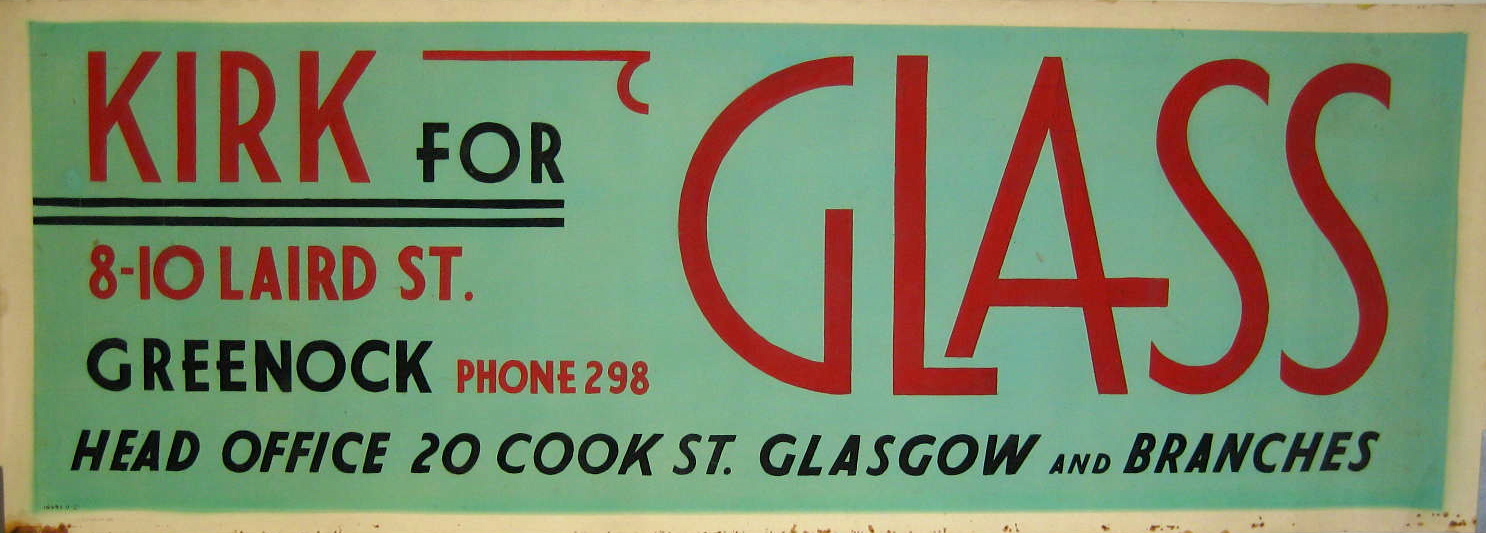 KIRK FOR
GLASS
8-10 LAIRD ST.
GREENOCK PHONE 298
HEAD OFFICE 20 COOK ST. GLASGOW AND BRANCHES